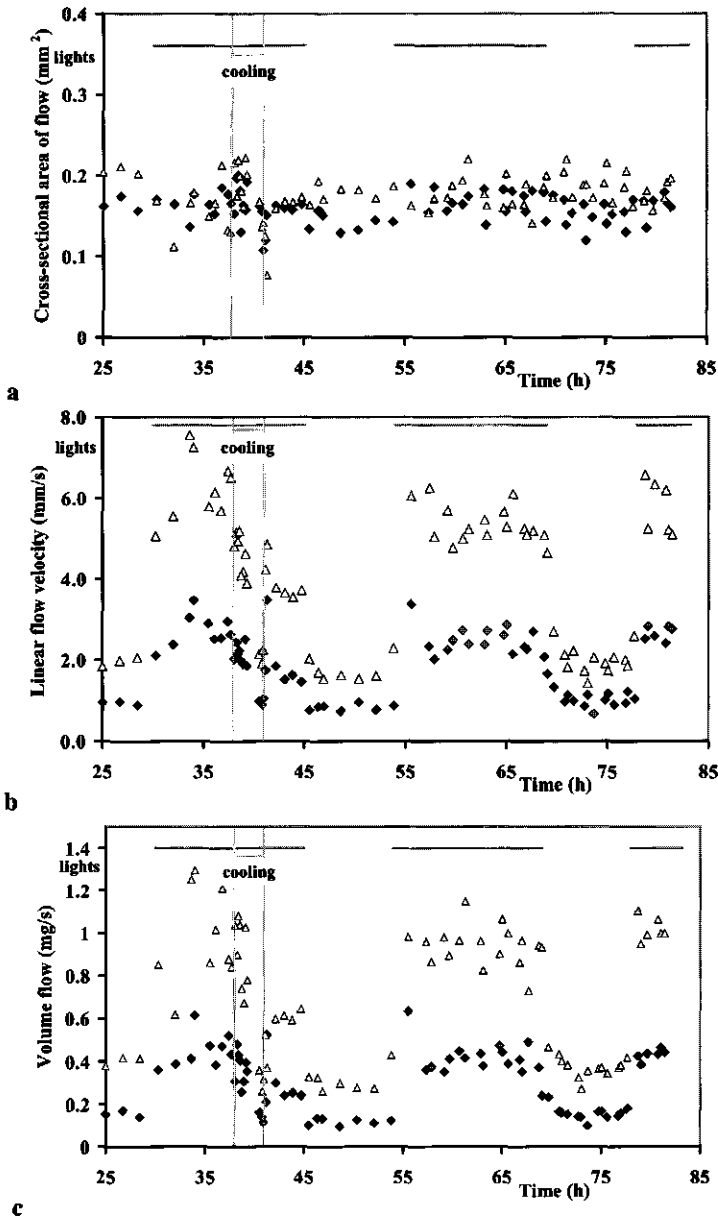 Cross-sectional area of flow (mm²)
0.4
lights
cooling
0.3
0.2
0.1
0
25 35 45 55 65 75 85
Time (h)
a
Linear flow velocity (mm/s)
8.0
lights
cooling
6.0
4.0
2.0
0.0
25 35 45 55 65 75 85
Time (h)
b
Volume flow (mg/s)
1.4
lights
cooling
1.2
1
0.8
0.6
0.4
0.2
0
25 35 45 55 65 75 85
Time (h)
c